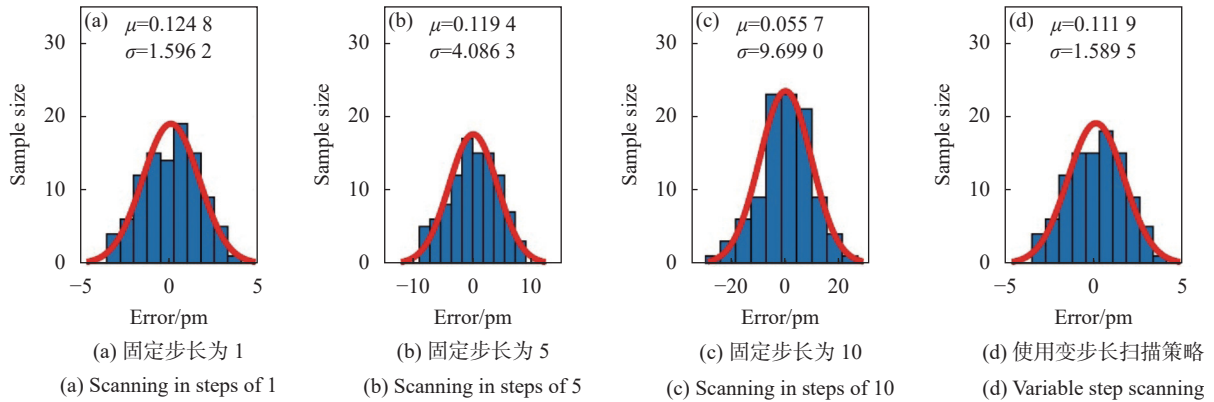 (a)
μ=0.124 8
σ=1.596 2
30
20
10
0
Sample size
−5
0
5
Error/pm
(a) 固定步长为 1
(a) Scanning in steps of 1
(b)
μ=0.119 4
σ=4.086 3
30
20
10
0
Sample size
−10
0
10
Error/pm
(b) 固定步长为 5
(b) Scanning in steps of 5
(c)
μ=0.055 7
σ=9.699 0
30
20
10
0
Sample size
−20
0
20
Error/pm
(c) 固定步长为 10
(c) Scanning in steps of 10
(d)
μ=0.111 9
σ=1.589 5
30
20
10
0
Sample size
−5
0
5
Error/pm
(d) 使用变步长扫描策略
(d) Variable step scanning